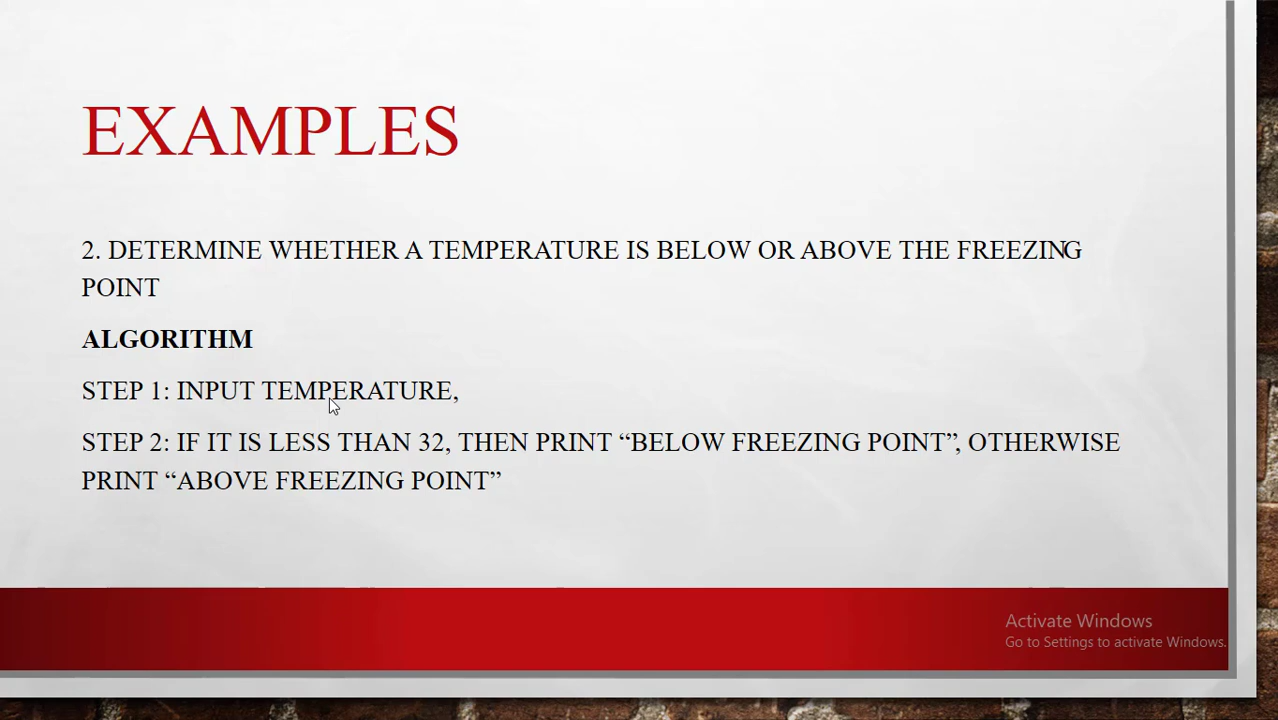 EXAMPLES
2. DETERMINE WHETHER A TEMPERATURE IS BELOW OR ABOVE THE FREEZING
POINT
ALGORITHM
STEP 1: INPUT TEMPERATURE,
STEP 2: IF IT IS LESS THAN 32, THEN PRINT “BELOW FREEZING POINT”, OTHERWISE
PRINT “ABOVE FREEZING POINT”
Activate Windows
Go to Settings to activate Windows.